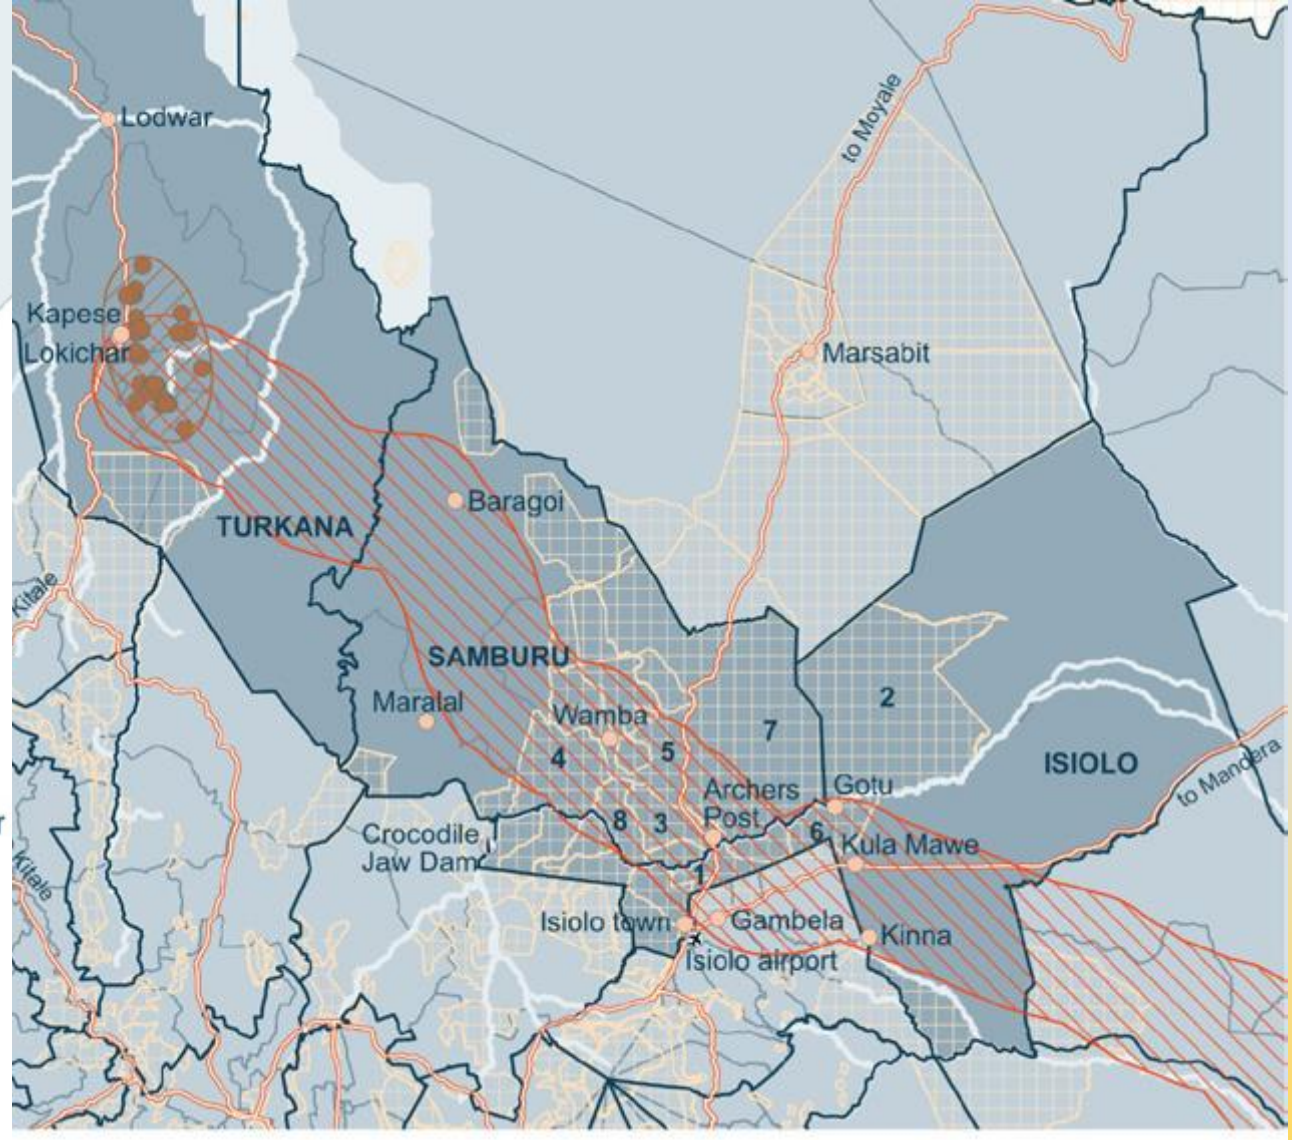 Lodwar
to Moyale
Kapese
Lokichar
Marsabit
Baragoi
TURKANA
Kitale
SAMBURU
Maralal
Wamba
2
7
4
5
ISIOLO
to Mandera
Archers
Post
Gotu
8
3
6
Crocodile
Jaw Dam
Kula Mawe
Kitale
1
Isiolo town
Gambela
Kinna
Isiolo airport